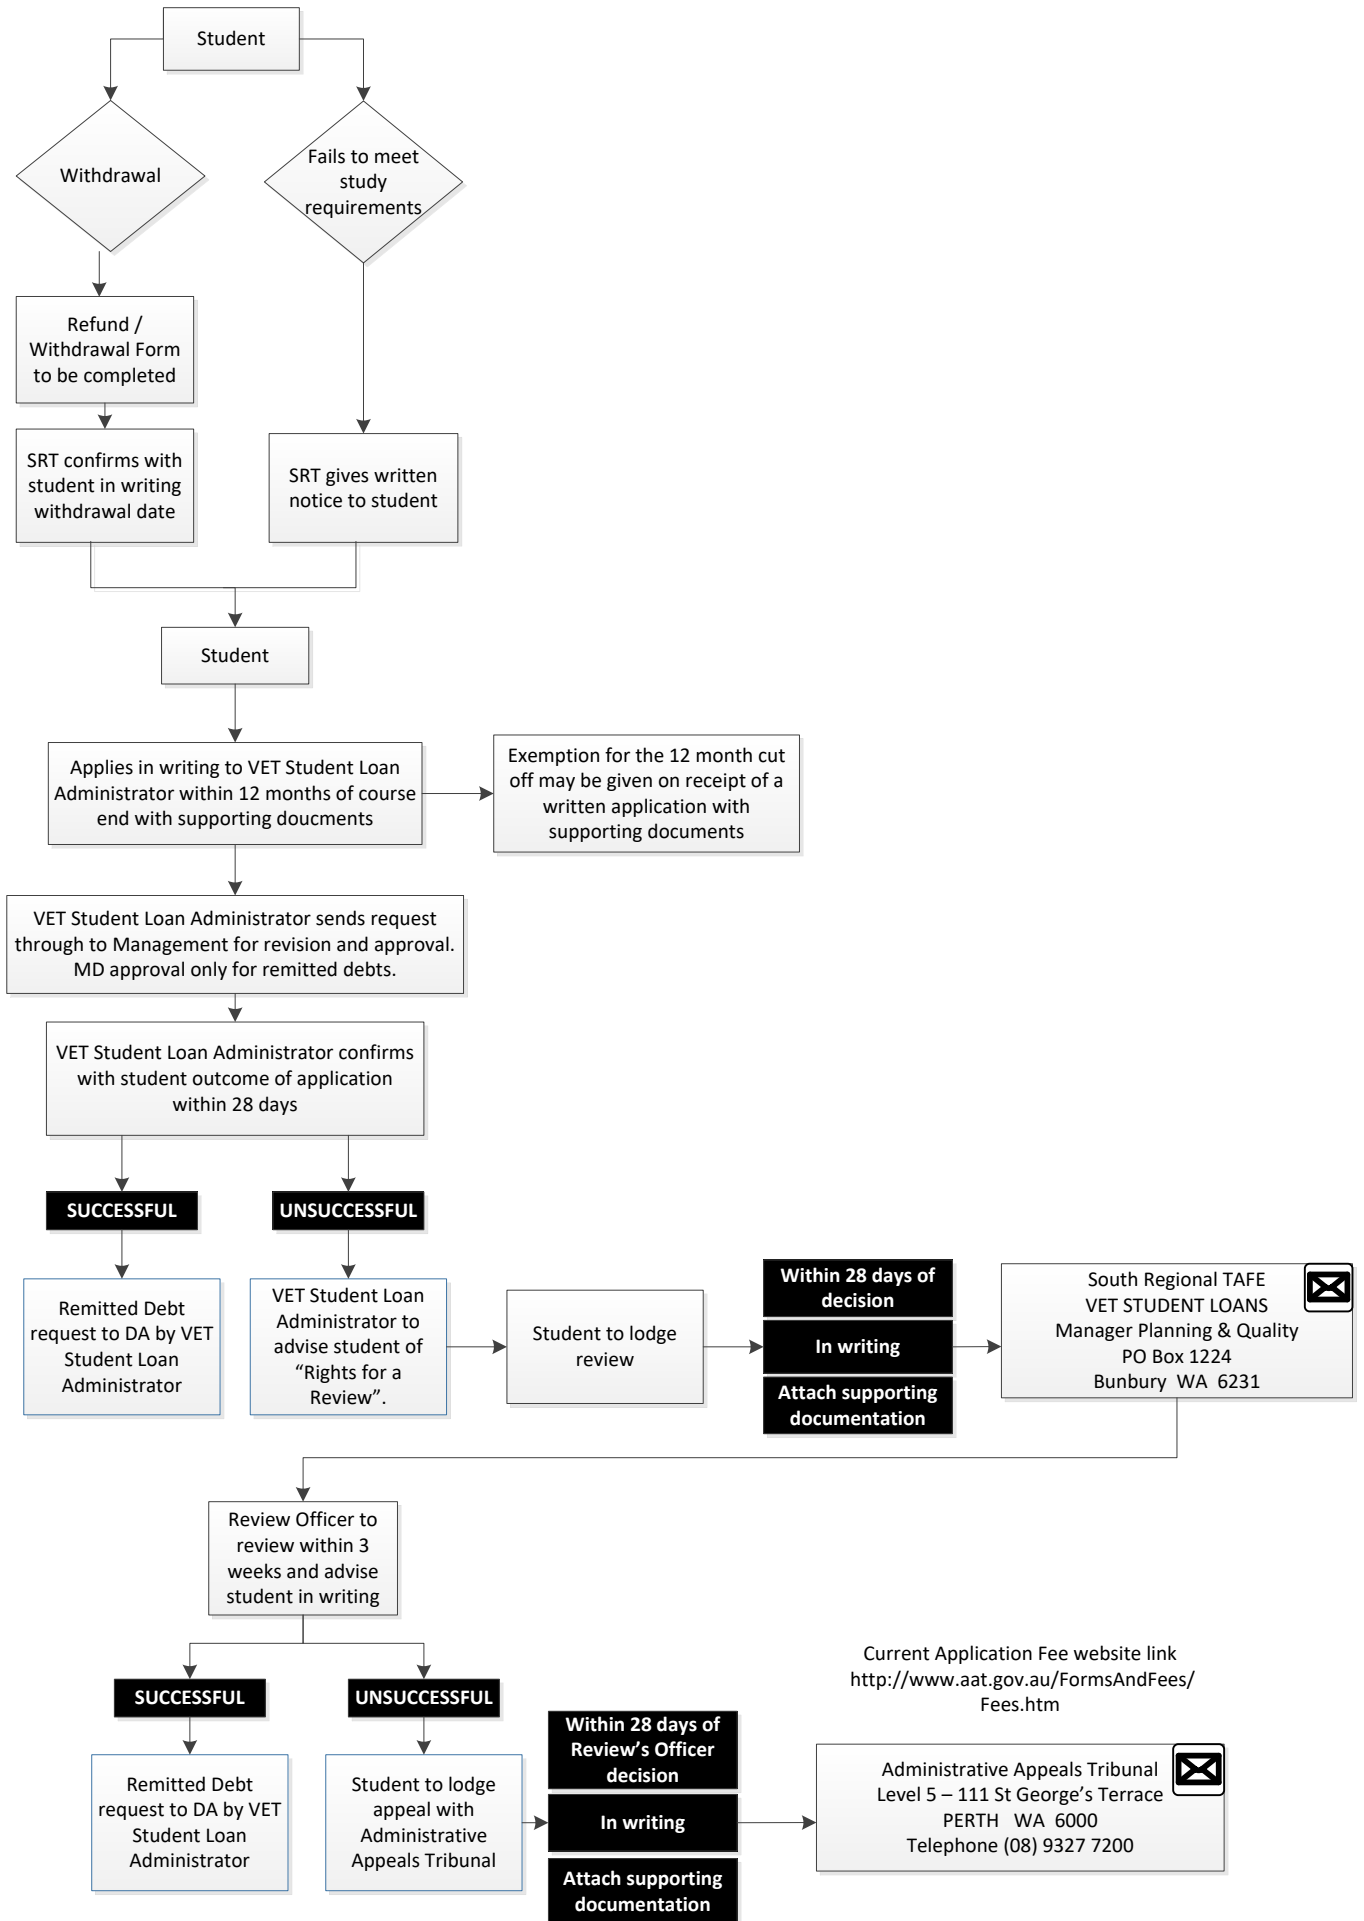 Student
Withdrawal
Fails to meet
study
requirements
Refund /
Withdrawal Form
to be completed
SRT confirms with
student in writing
withdrawal date
SRT gives written
notice to student
Student
Applies in writing to VET Student Loan
Administrator within 12 months of course
end with supporting doucments
Exemption for the 12 month cut
off may be given on receipt of a
written application with
supporting documents
VET Student Loan Administrator sends request
through to Management for revision and approval.
MD approval only for remitted debts.
VET Student Loan Administrator confirms
with student outcome of application
within 28 days
SUCCESSFUL
UNSUCCESSFUL
Remitted Debt
request to DA by VET
Student Loan
Administrator
VET Student Loan
Administrator to
advise student of
“Rights for a
Review”.
Student to lodge
review
Within 28 days of
decision
In writing
Attach supporting
documentation
South Regional TAFE
VET STUDENT LOANS
Manager Planning & Quality
PO Box 1224
Bunbury WA 6231
Review Officer to
review within 3
weeks and advise
student in writing
SUCCESSFUL
UNSUCCESSFUL
Remitted Debt
request to DA by VET
Student Loan
Administrator
Student to lodge
appeal with
Administrative
Appeals Tribunal
Within 28 days of
Review’s Officer
decision
In writing
Attach supporting
documentation
Current Application Fee website link
http://www.aat.gov.au/FormsAndFees/
Fees.htm
Administrative Appeals Tribunal
Level 5 – 111 St George’s Terrace
PERTH WA 6000
Telephone (08) 9327 7200